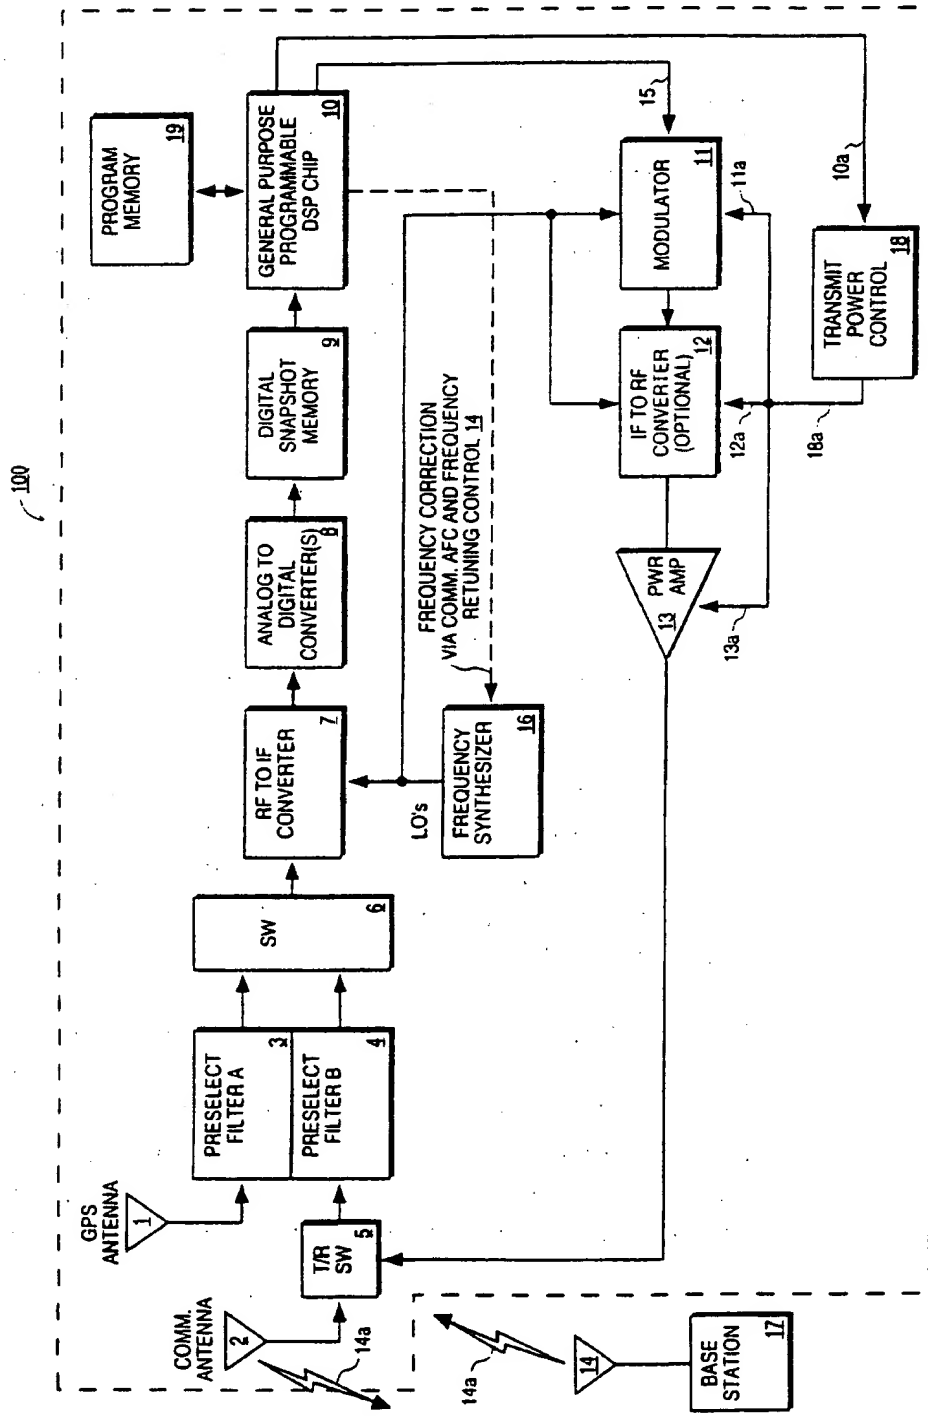 100
GPS
ANTENNA
1
COMM.
ANTENNA
2
14a
T/R
SW
5
PRESELECT
FILTER A
3
PRESELECT
FILTER B
4
SW
6
RF TO IF
CONVERTER
7
ANALOG TO
DIGITAL
CONVERTER(S)
8
DIGITAL
SNAPSHOT
MEMORY
9
GENERAL PURPOSE
PROGRAMMABLE
DSP CHIP
10
PROGRAM
MEMORY
19
LO's
FREQUENCY
SYNTHESIZER
16
FREQUENCY CORRECTION
VIA COMM. AFC AND FREQUENCY
RETUNING CONTROL 14
15
MODULATOR
11
11a
IF TO RF
CONVERTER
(OPTIONAL)
12
12a
PWR
AMP
13
13a
10a
TRANSMIT
POWER
CONTROL
18
18a
14a
14
BASE
STATION
17